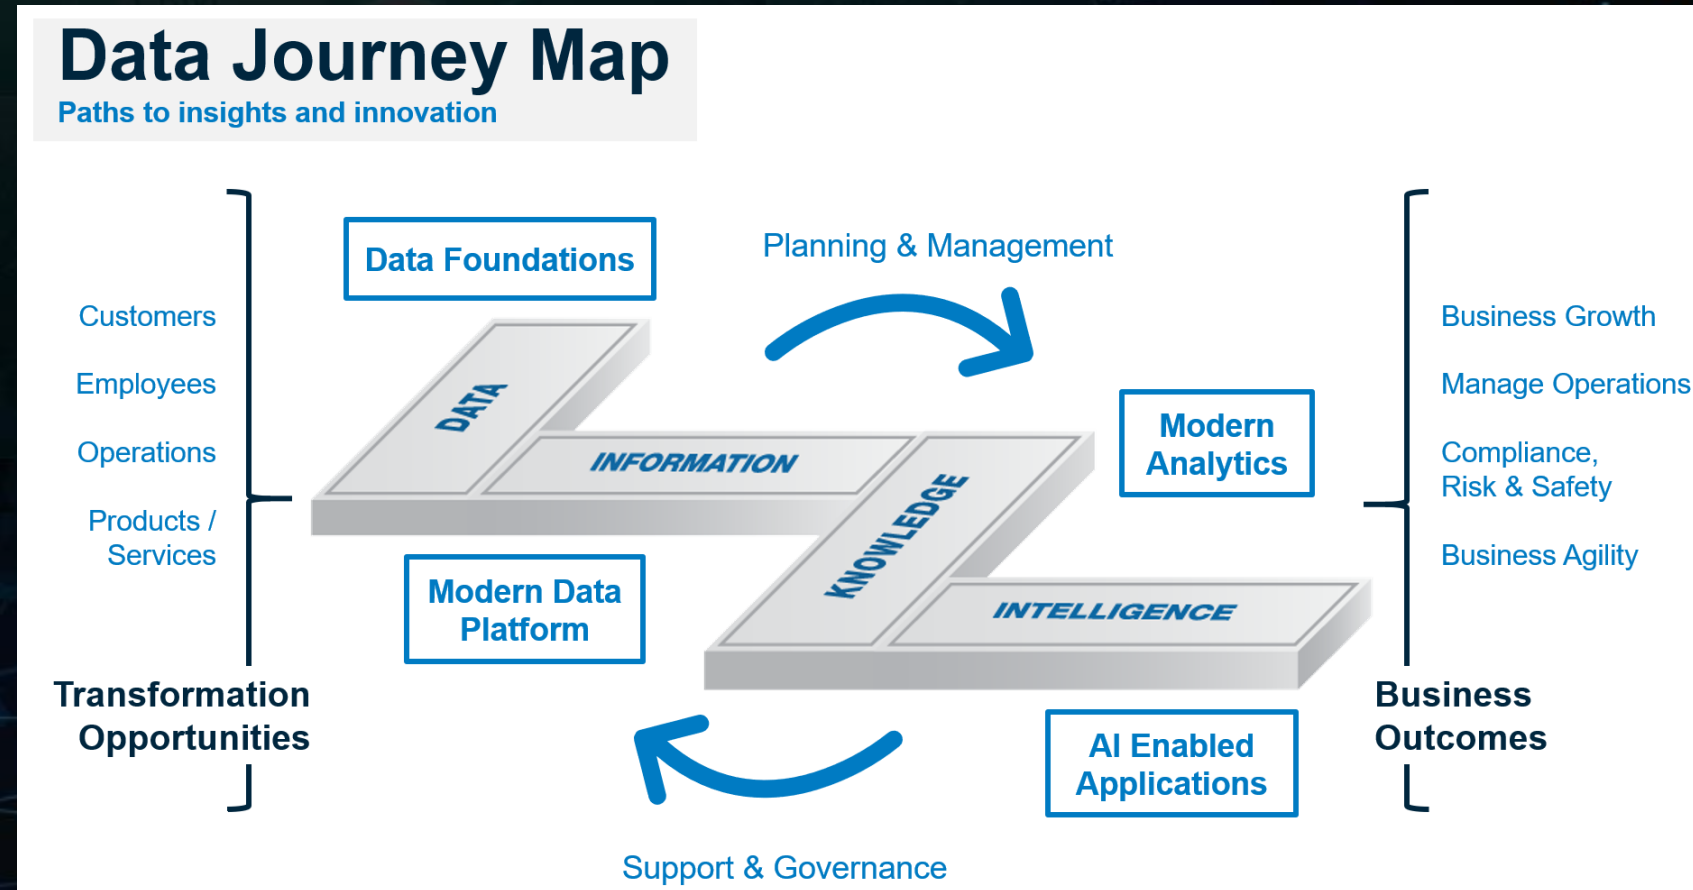 Data Journey Map
Paths to insights and innovation
Customers
Employees
Operations
Products /
Services
Transformation
Opportunities
Data Foundations
Planning & Management
DATA
INFORMATION
KNOWLEDGE
INTELLIGENCE
Modern
Analytics
Modern Data
Platform
AI Enabled
Applications
Support & Governance
Business Growth
Manage Operations
Compliance,
Risk & Safety
Business Agility
Business
Outcomes